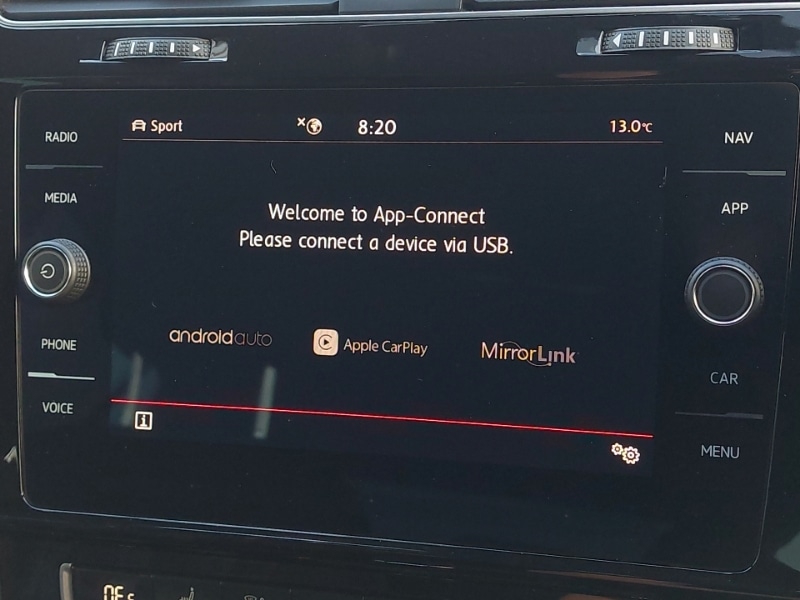 RADIO
MEDIA
PHONE
VOICE
Sport
8:20
13.0°C
Welcome to App-Connect
Please connect a device via USB.
androidauto
Apple CarPlay
MirrorLink
i
NAV
APP
CAR
MENU